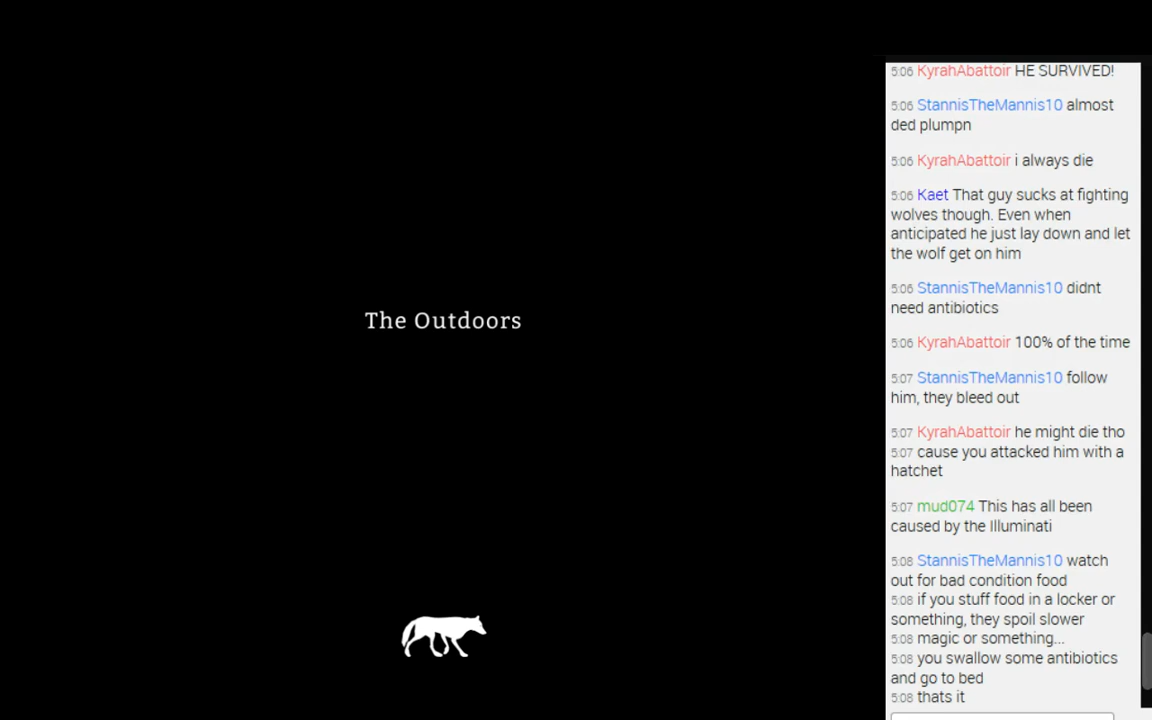 The Outdoors
5:06 KyrahAbattoir HE SURVIVED!
5:06 StannisTheMannis10 almost
ded plumpn
5:06 KyrahAbattoir i always die
5:06 Kaet That guy sucks at fighting
wolves though. Even when
anticipated he just lay down and let
the wolf get on him
5:06 StannisTheMannis10 didnt
need antibiotics
5:06 KyrahAbattoir 100% of the time
5:07 StannisTheMannis10 follow
him, they bleed out
5:07 KyrahAbattoir he might die tho
5:07 cause you attacked him with a
hatchet
5:07 mud074 This has all been
caused by the Illuminati
5:08 StannisTheMannis10 watch
out for bad condition food
5:08 if you stuff food in a locker or
something, they spoil slower
5:08 magic or something...
5:08 you swallow some antibiotics
and go to bed
5:08 thats it